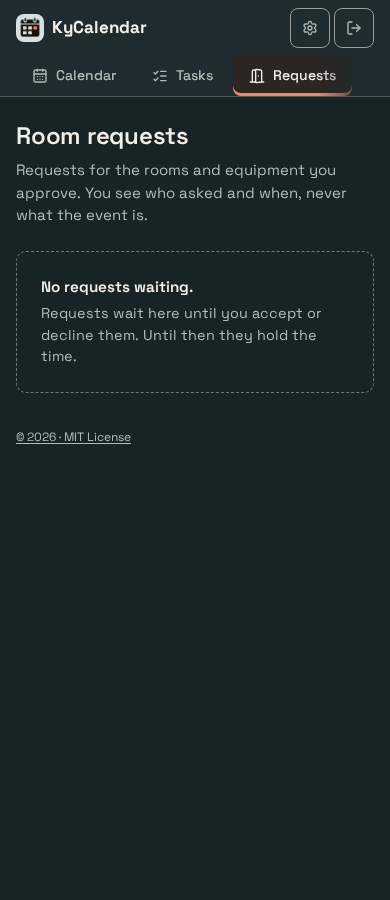 KyCalendar
Calendar
Tasks
Requests
Room requests
Requests for the rooms and equipment you
approve. You see who asked and when, never
what the event is.
No requests waiting.
Requests wait here until you accept or
decline them. Until then they hold the
time.
© 2026 · MIT License